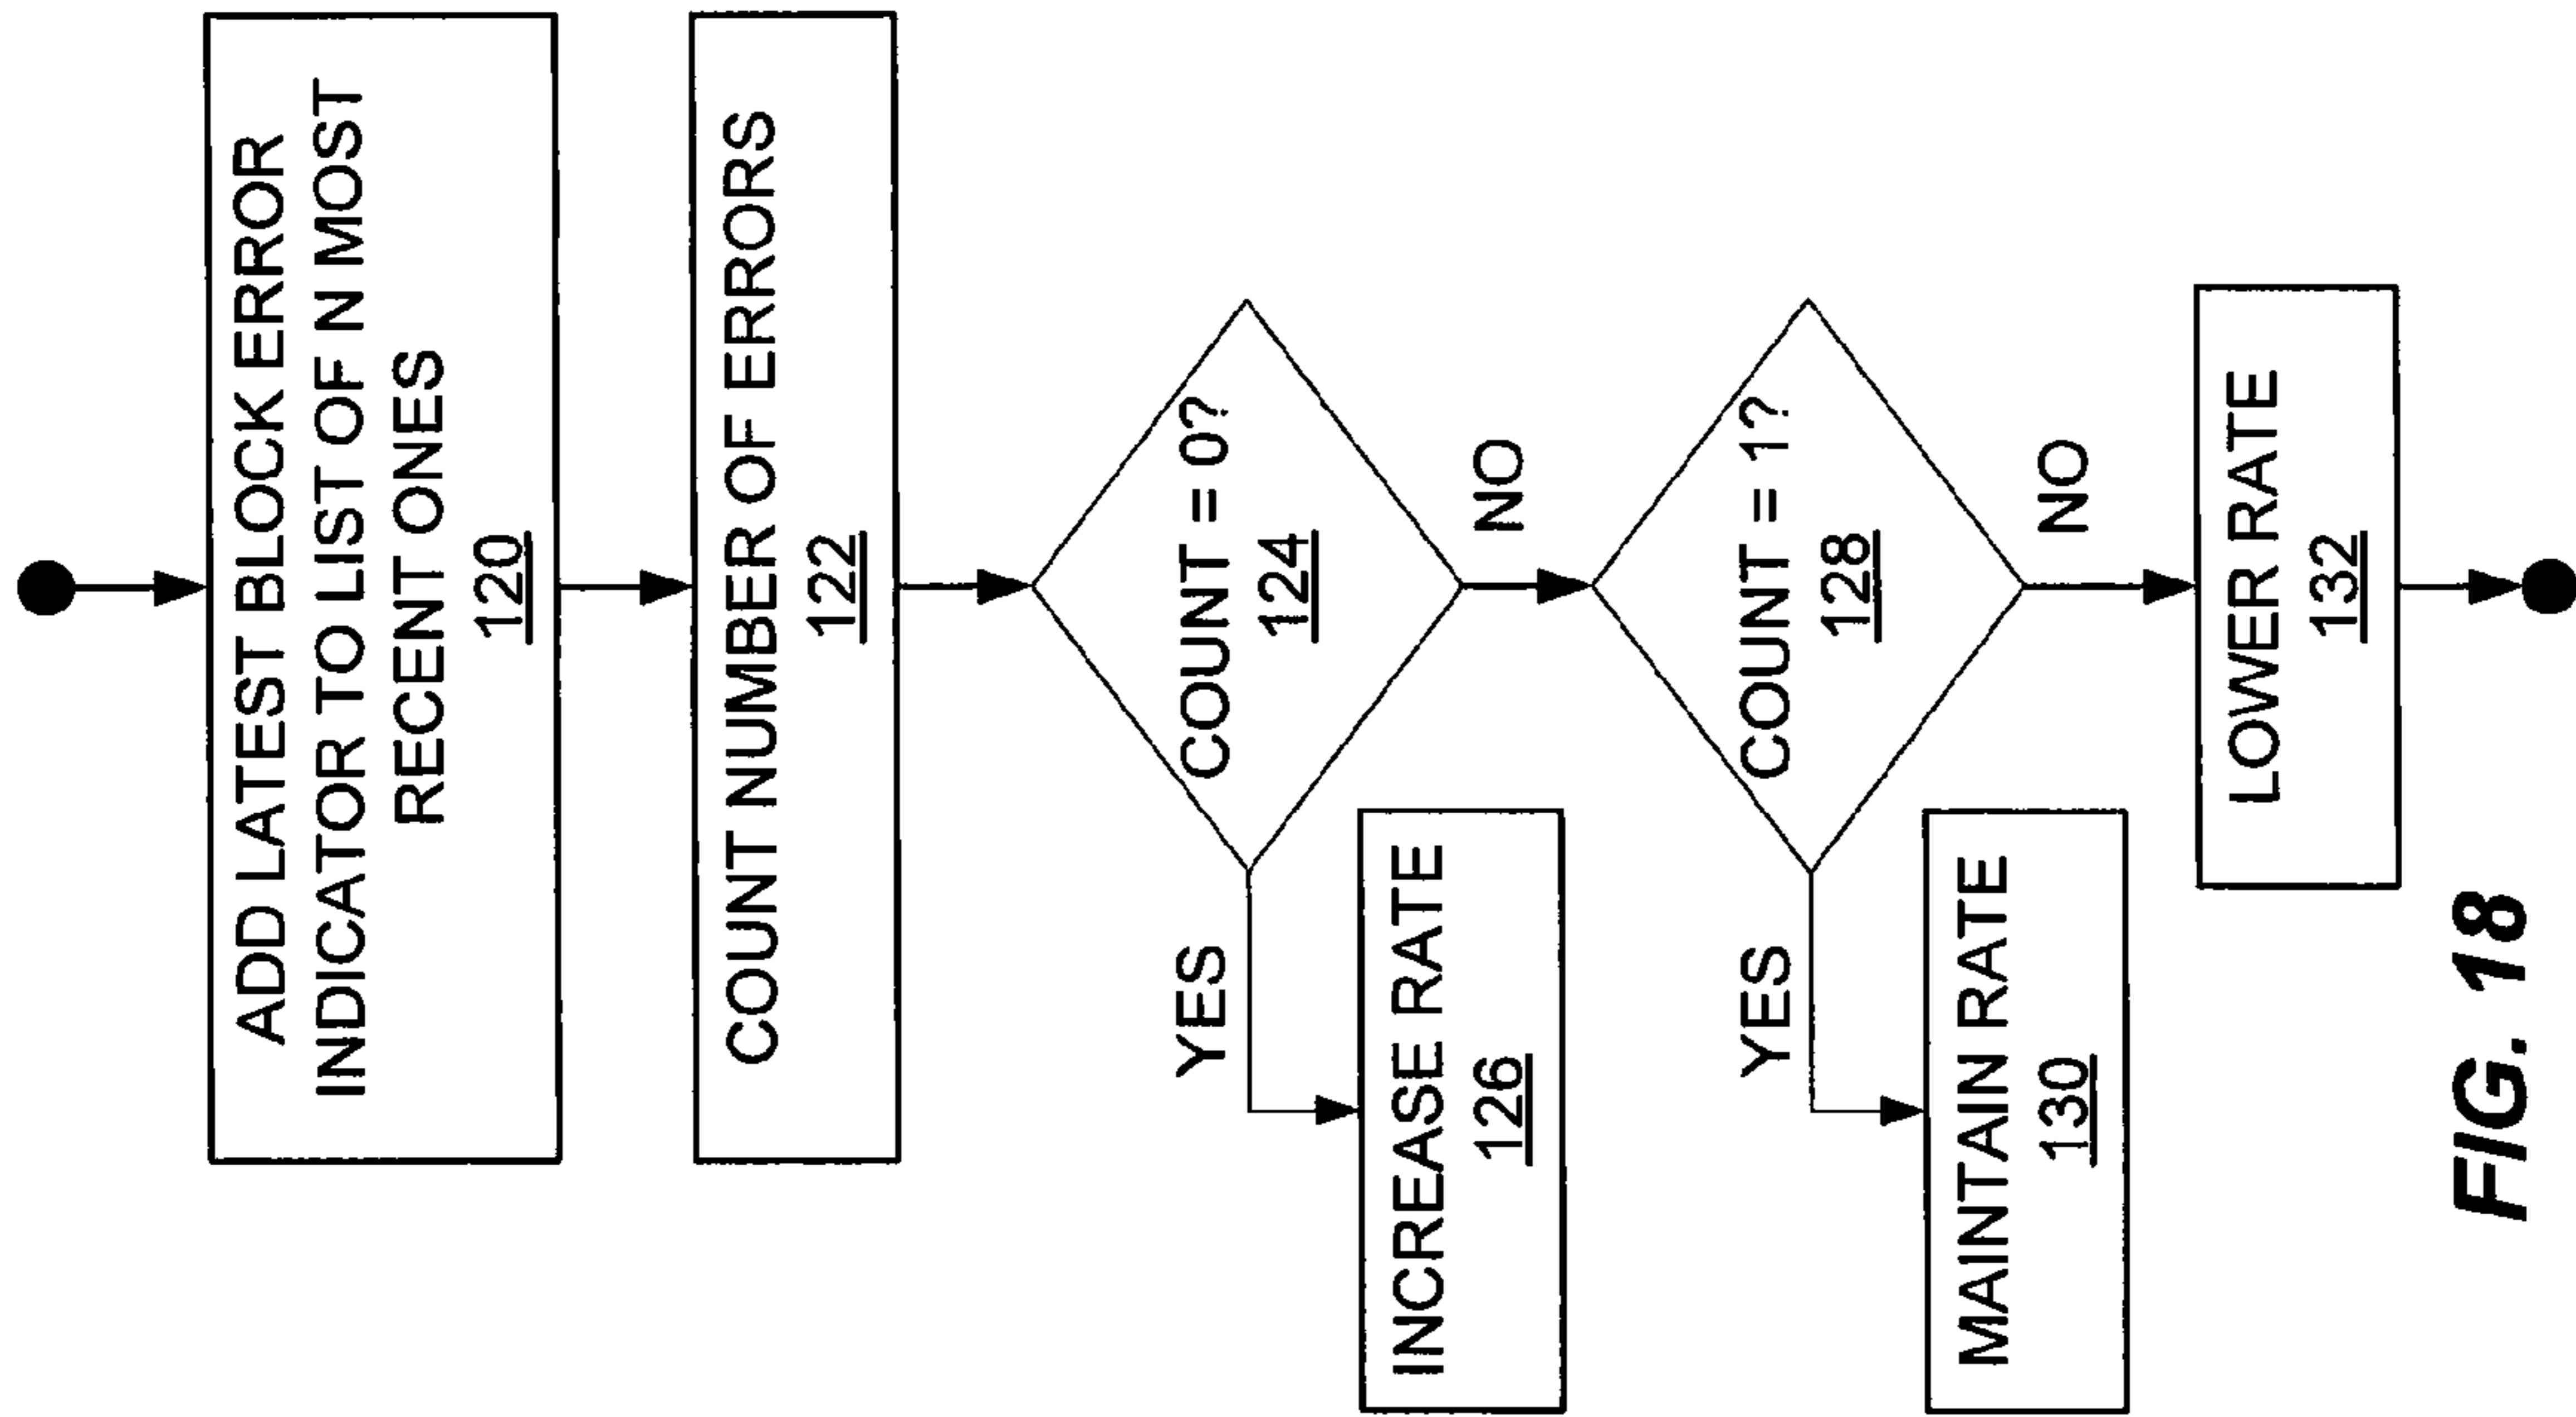 ADD LATEST BLOCK ERROR
INDICATOR TO LIST OF N MOST
RECENT ONES
120
COUNT NUMBER OF ERRORS
122
COUNT = 0?
124
YES
NO
INCREASE RATE
126
COUNT = 1?
128
YES
NO
MAINTAIN RATE
130
LOWER RATE
132
FIG. 18